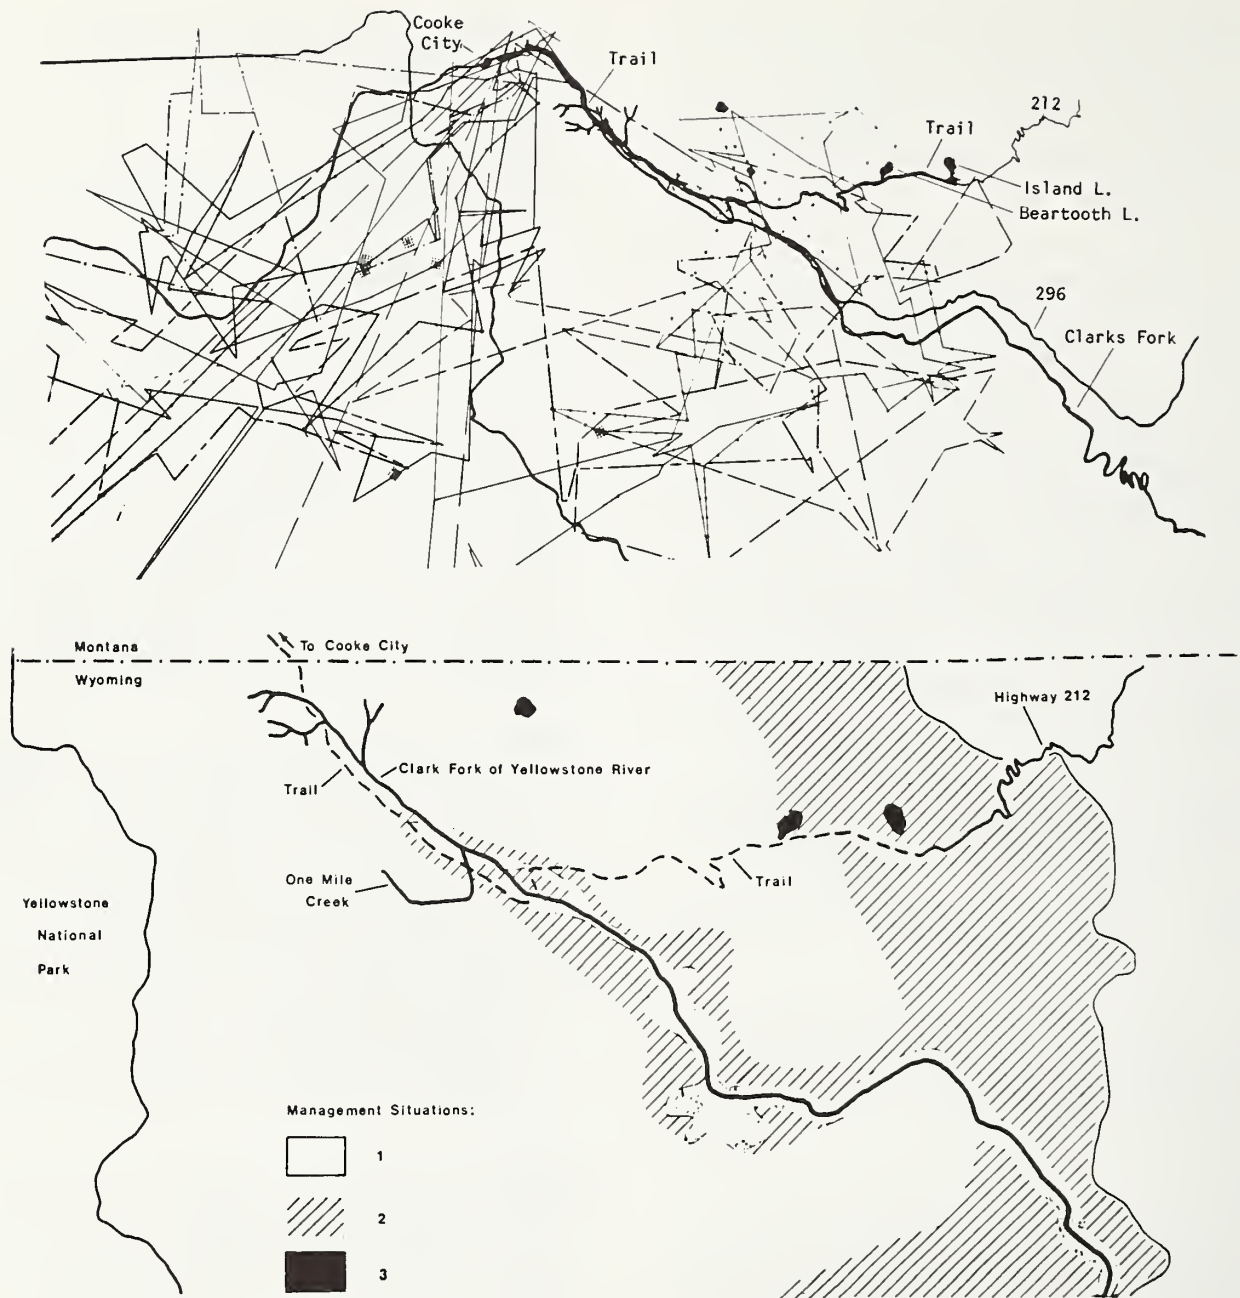 Cooke
City
Trail
212
Trail
Island L.
Beartooth L.
296
Clarks Fork
Montana
To Cooke City
Wyoming
Highway 212
Clark Fork of Yellowstone River
Trail
One Mile
Creek
Trail
Yellowstone
National
Park
Management Situations:
1
2
3